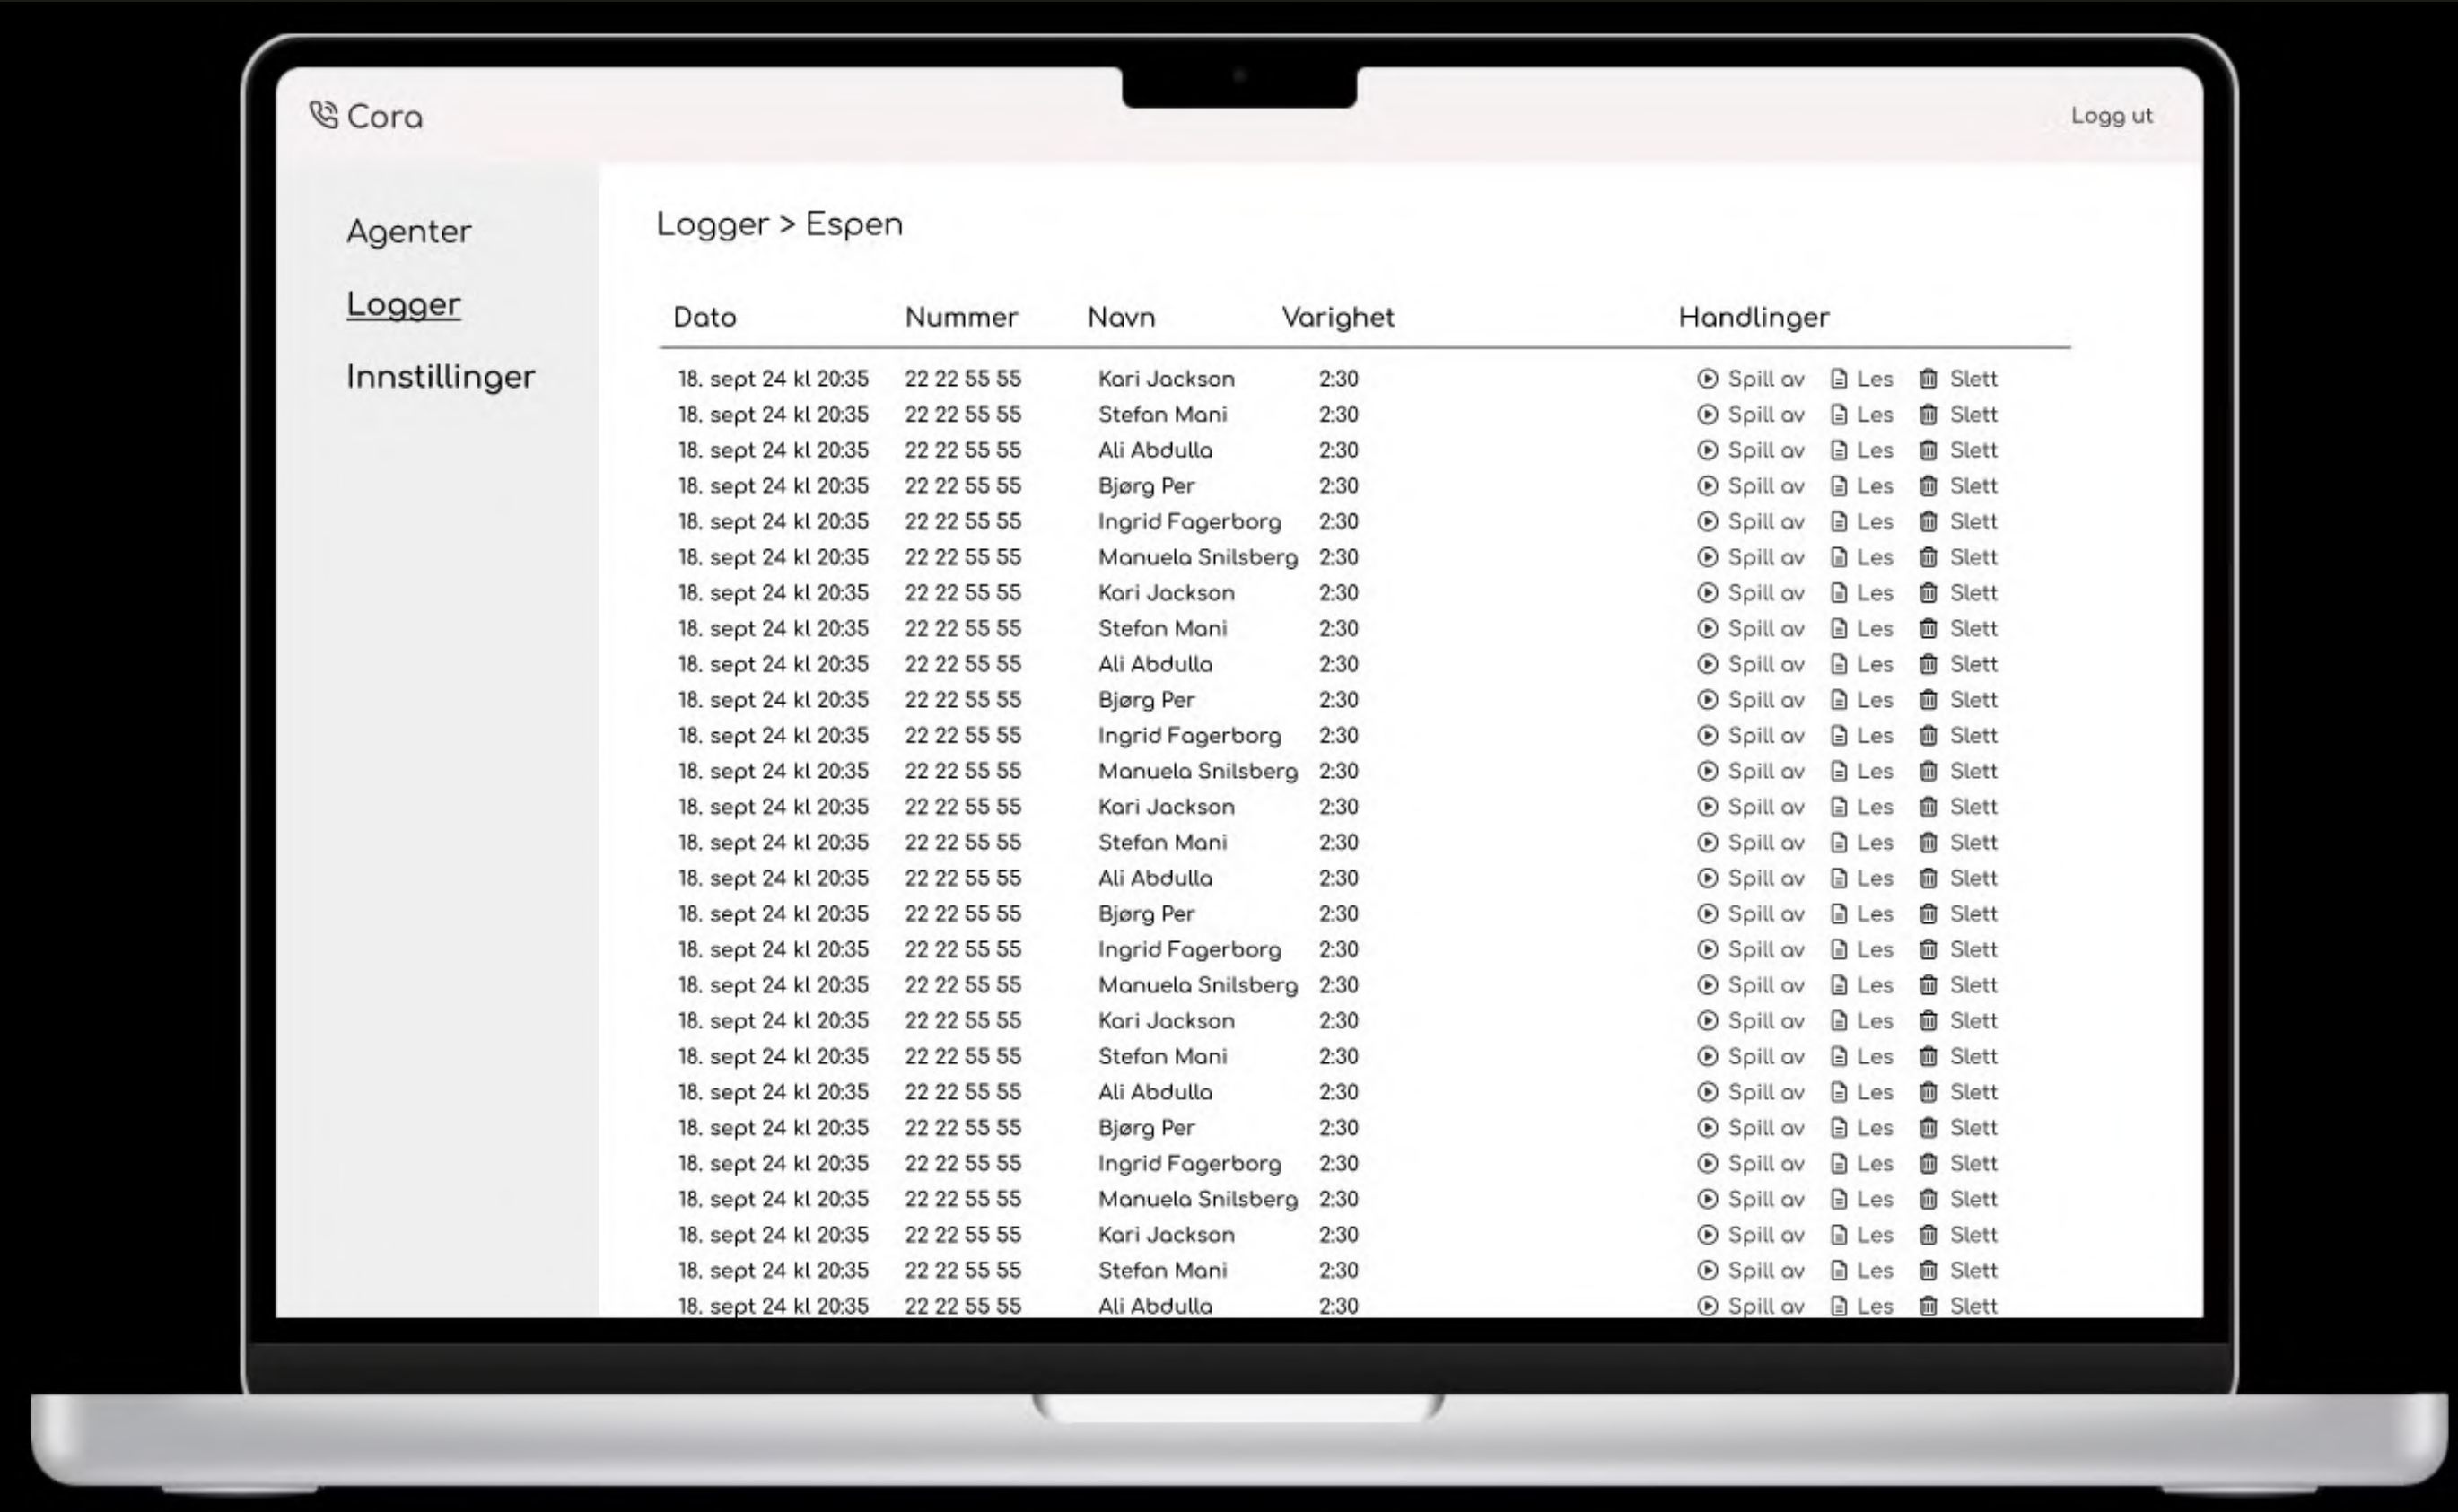 Cora
Logg ut
Agenter
Logger
Innstillinger
Logger > Espen
Dato Nummer Navn Varighet Handlinger
18. sept 24 kl 20:35 22 22 55 55 Kari Jackson 2:30 Spill av Les Slett
18. sept 24 kl 20:35 22 22 55 55 Stefan Mani 2:30 Spill av Les Slett
18. sept 24 kl 20:35 22 22 55 55 Ali Abdulla 2:30 Spill av Les Slett
18. sept 24 kl 20:35 22 22 55 55 Bjørg Per 2:30 Spill av Les Slett
18. sept 24 kl 20:35 22 22 55 55 Ingrid Fagerborg 2:30 Spill av Les Slett
18. sept 24 kl 20:35 22 22 55 55 Manuela Snilsberg 2:30 Spill av Les Slett
18. sept 24 kl 20:35 22 22 55 55 Kari Jackson 2:30 Spill av Les Slett
18. sept 24 kl 20:35 22 22 55 55 Stefan Mani 2:30 Spill av Les Slett
18. sept 24 kl 20:35 22 22 55 55 Ali Abdulla 2:30 Spill av Les Slett
18. sept 24 kl 20:35 22 22 55 55 Bjørg Per 2:30 Spill av Les Slett
18. sept 24 kl 20:35 22 22 55 55 Ingrid Fagerborg 2:30 Spill av Les Slett
18. sept 24 kl 20:35 22 22 55 55 Manuela Snilsberg 2:30 Spill av Les Slett
18. sept 24 kl 20:35 22 22 55 55 Kari Jackson 2:30 Spill av Les Slett
18. sept 24 kl 20:35 22 22 55 55 Stefan Mani 2:30 Spill av Les Slett
18. sept 24 kl 20:35 22 22 55 55 Ali Abdulla 2:30 Spill av Les Slett
18. sept 24 kl 20:35 22 22 55 55 Bjørg Per 2:30 Spill av Les Slett
18. sept 24 kl 20:35 22 22 55 55 Ingrid Fagerborg 2:30 Spill av Les Slett
18. sept 24 kl 20:35 22 22 55 55 Manuela Snilsberg 2:30 Spill av Les Slett
18. sept 24 kl 20:35 22 22 55 55 Kari Jackson 2:30 Spill av Les Slett
18. sept 24 kl 20:35 22 22 55 55 Stefan Mani 2:30 Spill av Les Slett
18. sept 24 kl 20:35 22 22 55 55 Ali Abdulla 2:30 Spill av Les Slett
18. sept 24 kl 20:35 22 22 55 55 Bjørg Per 2:30 Spill av Les Slett
18. sept 24 kl 20:35 22 22 55 55 Ingrid Fagerborg 2:30 Spill av Les Slett
18. sept 24 kl 20:35 22 22 55 55 Manuela Snilsberg 2:30 Spill av Les Slett
18. sept 24 kl 20:35 22 22 55 55 Kari Jackson 2:30 Spill av Les Slett
18. sept 24 kl 20:35 22 22 55 55 Stefan Mani 2:30 Spill av Les Slett
18. sept 24 kl 20:35 22 22 55 55 Ali Abdulla 2:30 Spill av Les Slett